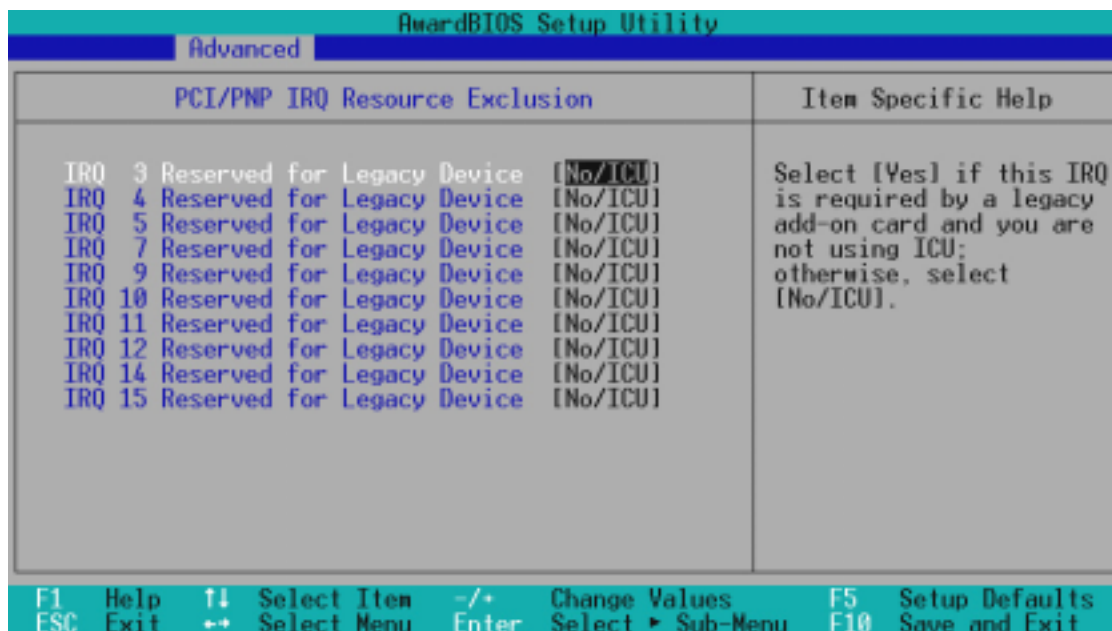 AwardBIOS Setup Utility
Advanced
PCI/PNP IRQ Resource Exclusion
Item Specific Help
IRQ 3 Reserved for Legacy Device [No/ICU]
IRQ 4 Reserved for Legacy Device [No/ICU]
IRQ 5 Reserved for Legacy Device [No/ICU]
IRQ 7 Reserved for Legacy Device [No/ICU]
IRQ 9 Reserved for Legacy Device [No/ICU]
IRQ 10 Reserved for Legacy Device [No/ICU]
IRQ 11 Reserved for Legacy Device [No/ICU]
IRQ 12 Reserved for Legacy Device [No/ICU]
IRQ 14 Reserved for Legacy Device [No/ICU]
IRQ 15 Reserved for Legacy Device [No/ICU]
Select [Yes] if this IRQ
is required by a legacy
add-on card and you are
not using ICU;
otherwise, select
[No/ICU].
F1 Help ↑↓ Select Item -/+ Change Values F5 Setup Defaults
ESC Exit ←→ Select Menu Enter Select ► Sub-Menu F10 Save and Exit